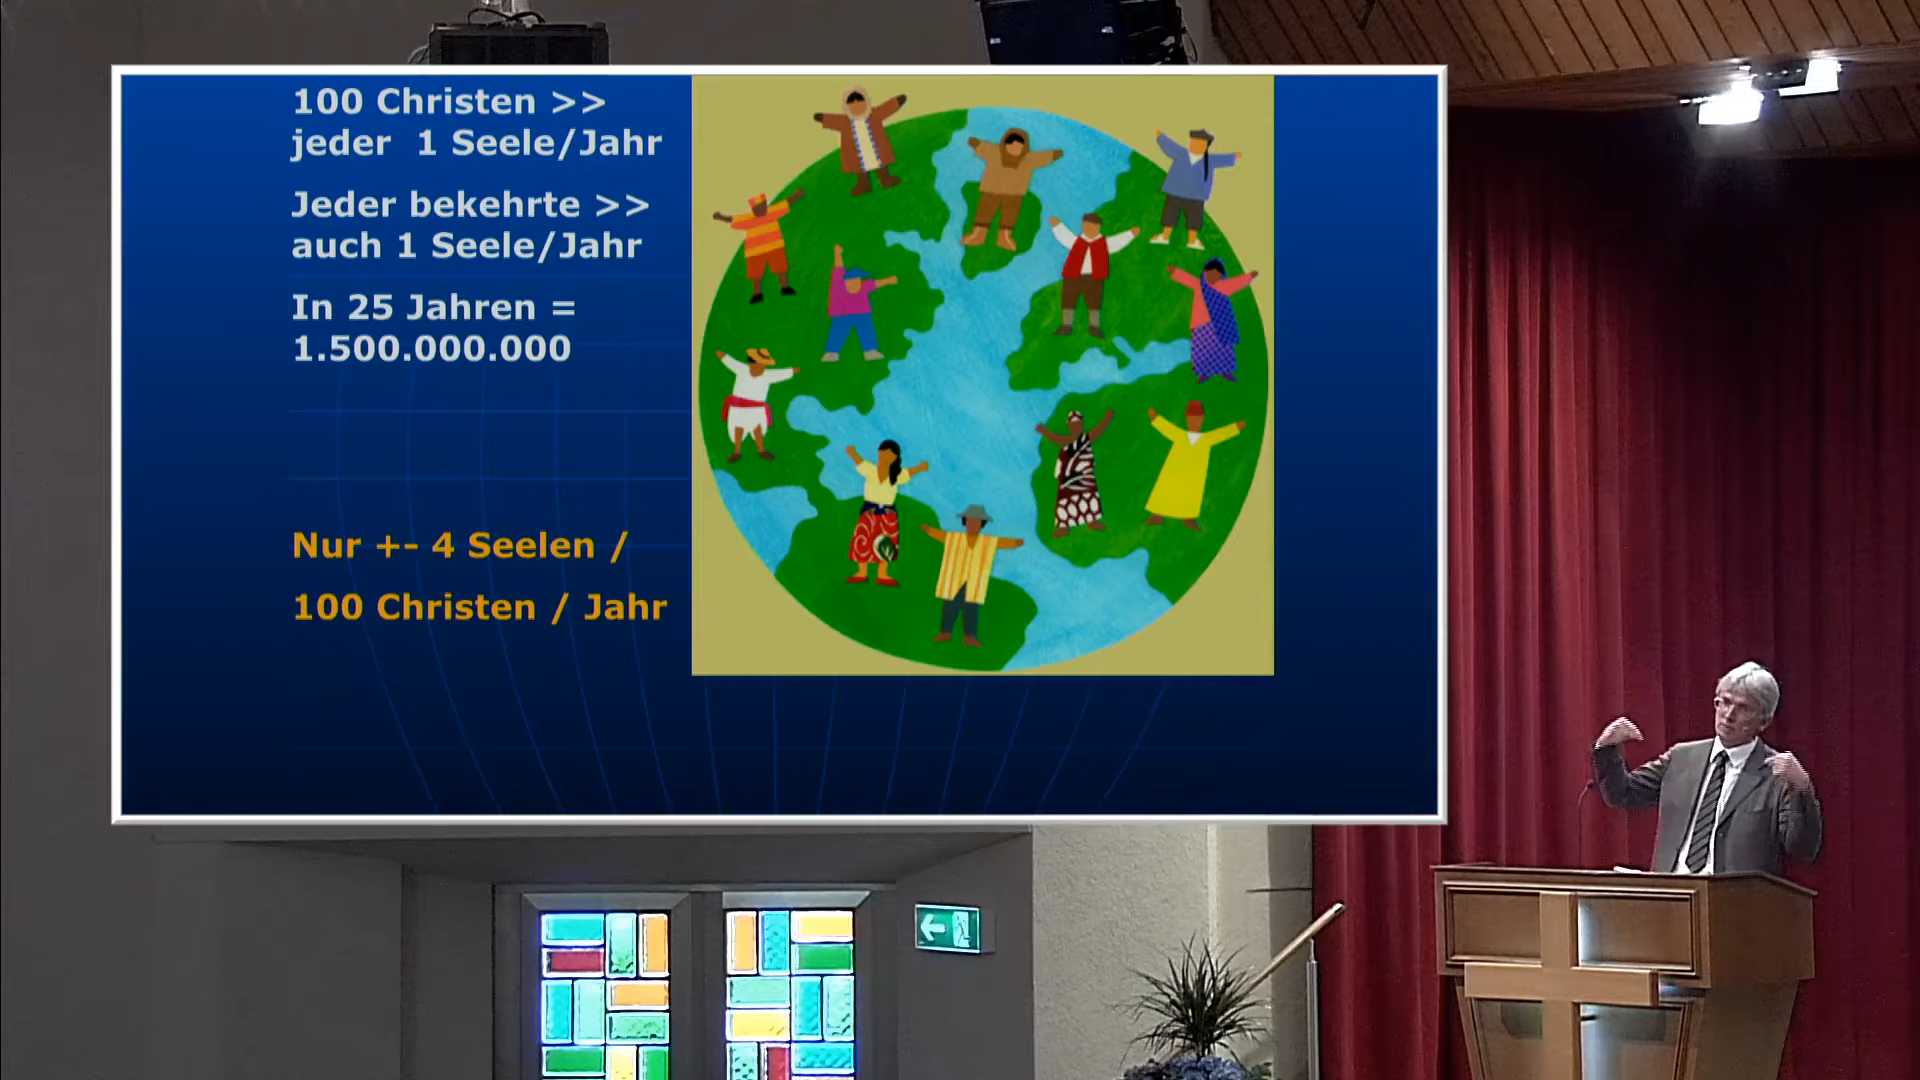 100 Christen >>
jeder 1 Seele/Jahr
Jeder bekehrte >>
auch 1 Seele/Jahr
In 25 Jahren =
1.500.000.000
Nur +- 4 Seelen /
100 Christen / Jahr